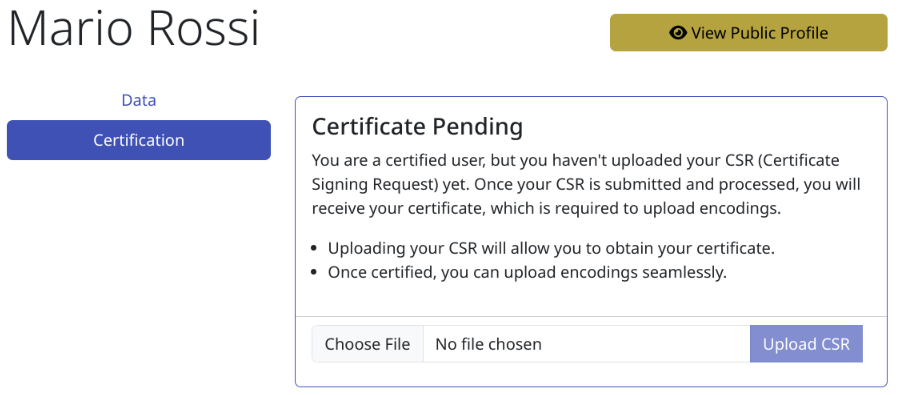 Mario Rossi
View Public Profile
Data
Certification
Certificate Pending
You are a certified user, but you haven't uploaded your CSR (Certificate
Signing Request) yet. Once your CSR is submitted and processed, you will
receive your certificate, which is required to upload encodings.
• Uploading your CSR will allow you to obtain your certificate.
• Once certified, you can upload encodings seamlessly.
Choose File No file chosen Upload CSR